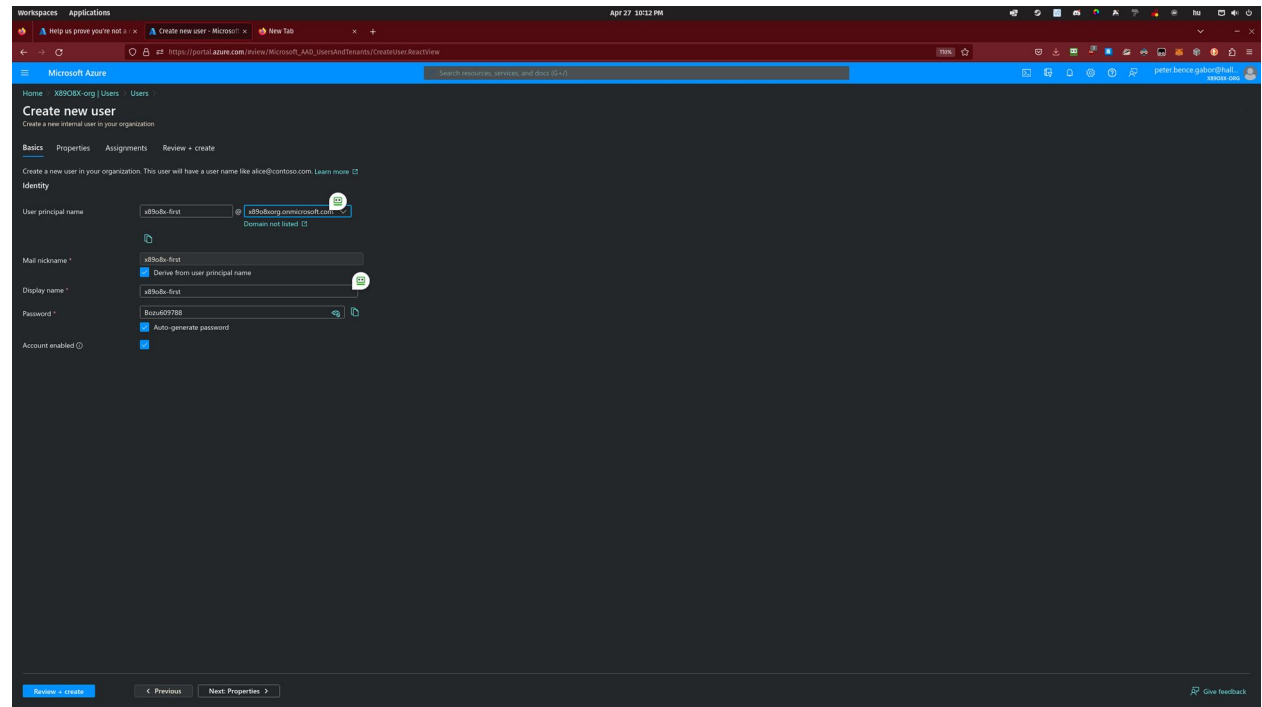 Workspaces Applications Apr 27 10:12 PM hu
Help us prove you're not a r × Create new user - Microsoft × New Tab × +
https://portal.azure.com/#view/Microsoft_AAD_UsersAndTenants/CreateUser.ReactView 110%
Microsoft Azure Search resources, services, and docs (G+/) peter.bence.gabor@hall...
X89O8X-ORG
Home > X89O8X-org | Users > Users >
Create new user
Create a new internal user in your organization
Basics Properties Assignments Review + create
Create a new user in your organization. This user will have a user name like alice@contoso.com. Learn more
Identity
User principal name x89o8x-first @ x89o8xorg.onmicrosoft.com
Domain not listed
Mail nickname * x89o8x-first
Derive from user principal name
Display name * x89o8x-first
Password * Bozu609788
Auto-generate password
Account enabled
Review + create < Previous Next: Properties > Give feedback